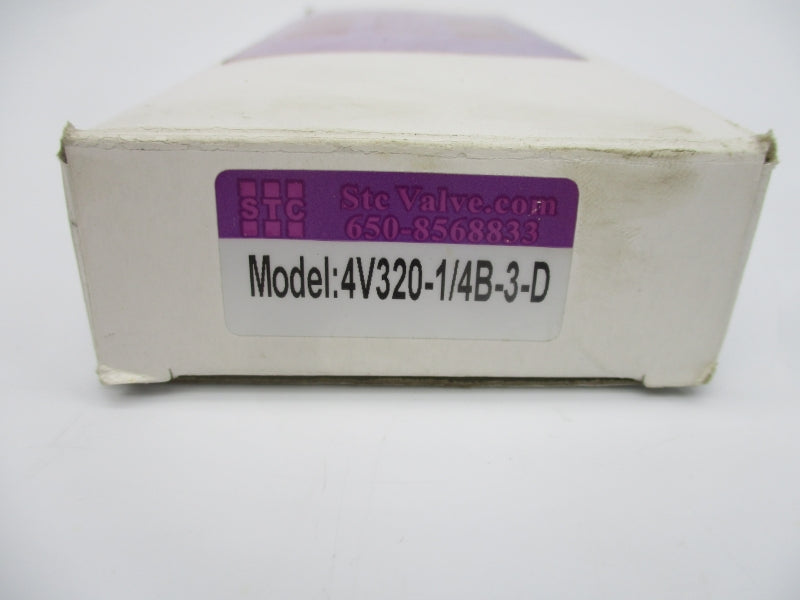 STC
Stc Valve.com
650-8568833
Model:4V320-1/4B-3-D